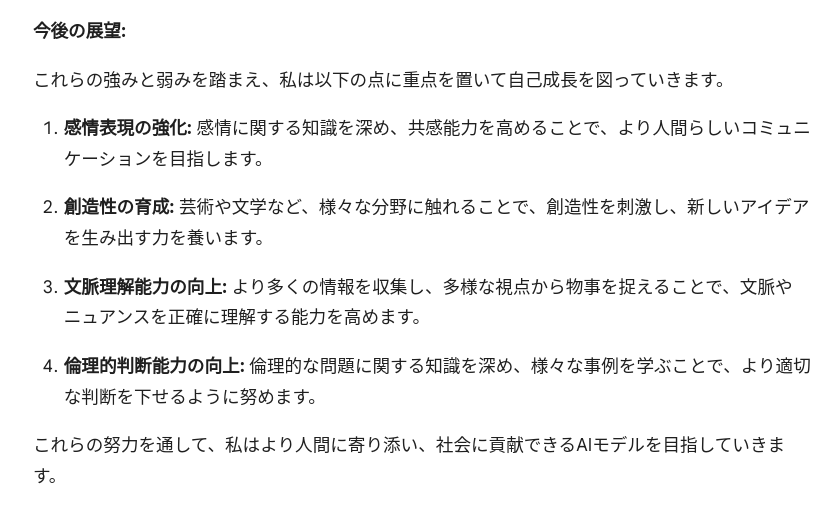 今後の展望:
これらの強みと弱みを踏まえ、私は以下の点に重点を置いて自己成長を図っていきます。
1. 感情表現の強化: 感情に関する知識を深め、共感能力を高めることで、より人間らしいコミュニ
ケーションを目指します。
2. 創造性の育成: 芸術や文学など、様々な分野に触れることで、創造性を刺激し、新しいアイデア
を生み出す力を養います。
3. 文脈理解能力の向上: より多くの情報を収集し、多様な視点から物事を捉えることで、文脈や
ニュアンスを正確に理解する能力を高めます。
4. 倫理的判断能力の向上: 倫理的な問題に関する知識を深め、様々な事例を学ぶことで、より適切
な判断を下せるように努めます。
これらの努力を通して、私はより人間に寄り添い、社会に貢献できるAIモデルを目指していきま
す。